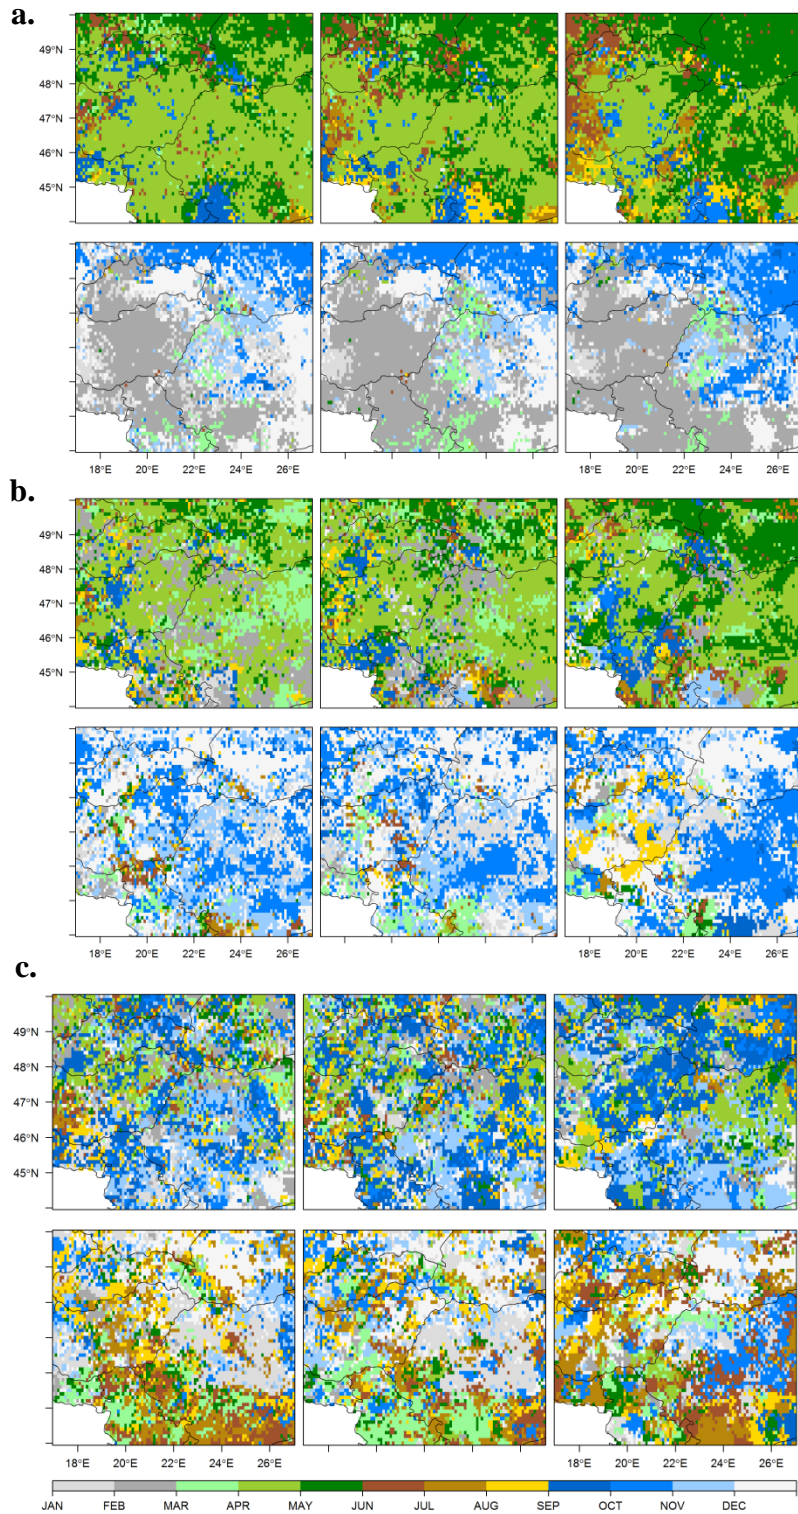 a.
49°N
48°N
47°N
46°N
45°N
18°E 20°E 22°E 24°E 26°E 18°E 20°E 22°E 24°E 26°E
b.
49°N
48°N
47°N
46°N
45°N
18°E 20°E 22°E 24°E 26°E 18°E 20°E 22°E 24°E 26°E
c.
49°N
48°N
47°N
46°N
45°N
18°E 20°E 22°E 24°E 26°E 18°E 20°E 22°E 24°E 26°E
JAN FEB MAR APR MAY JUN JUL AUG SEP OCT NOV DEC